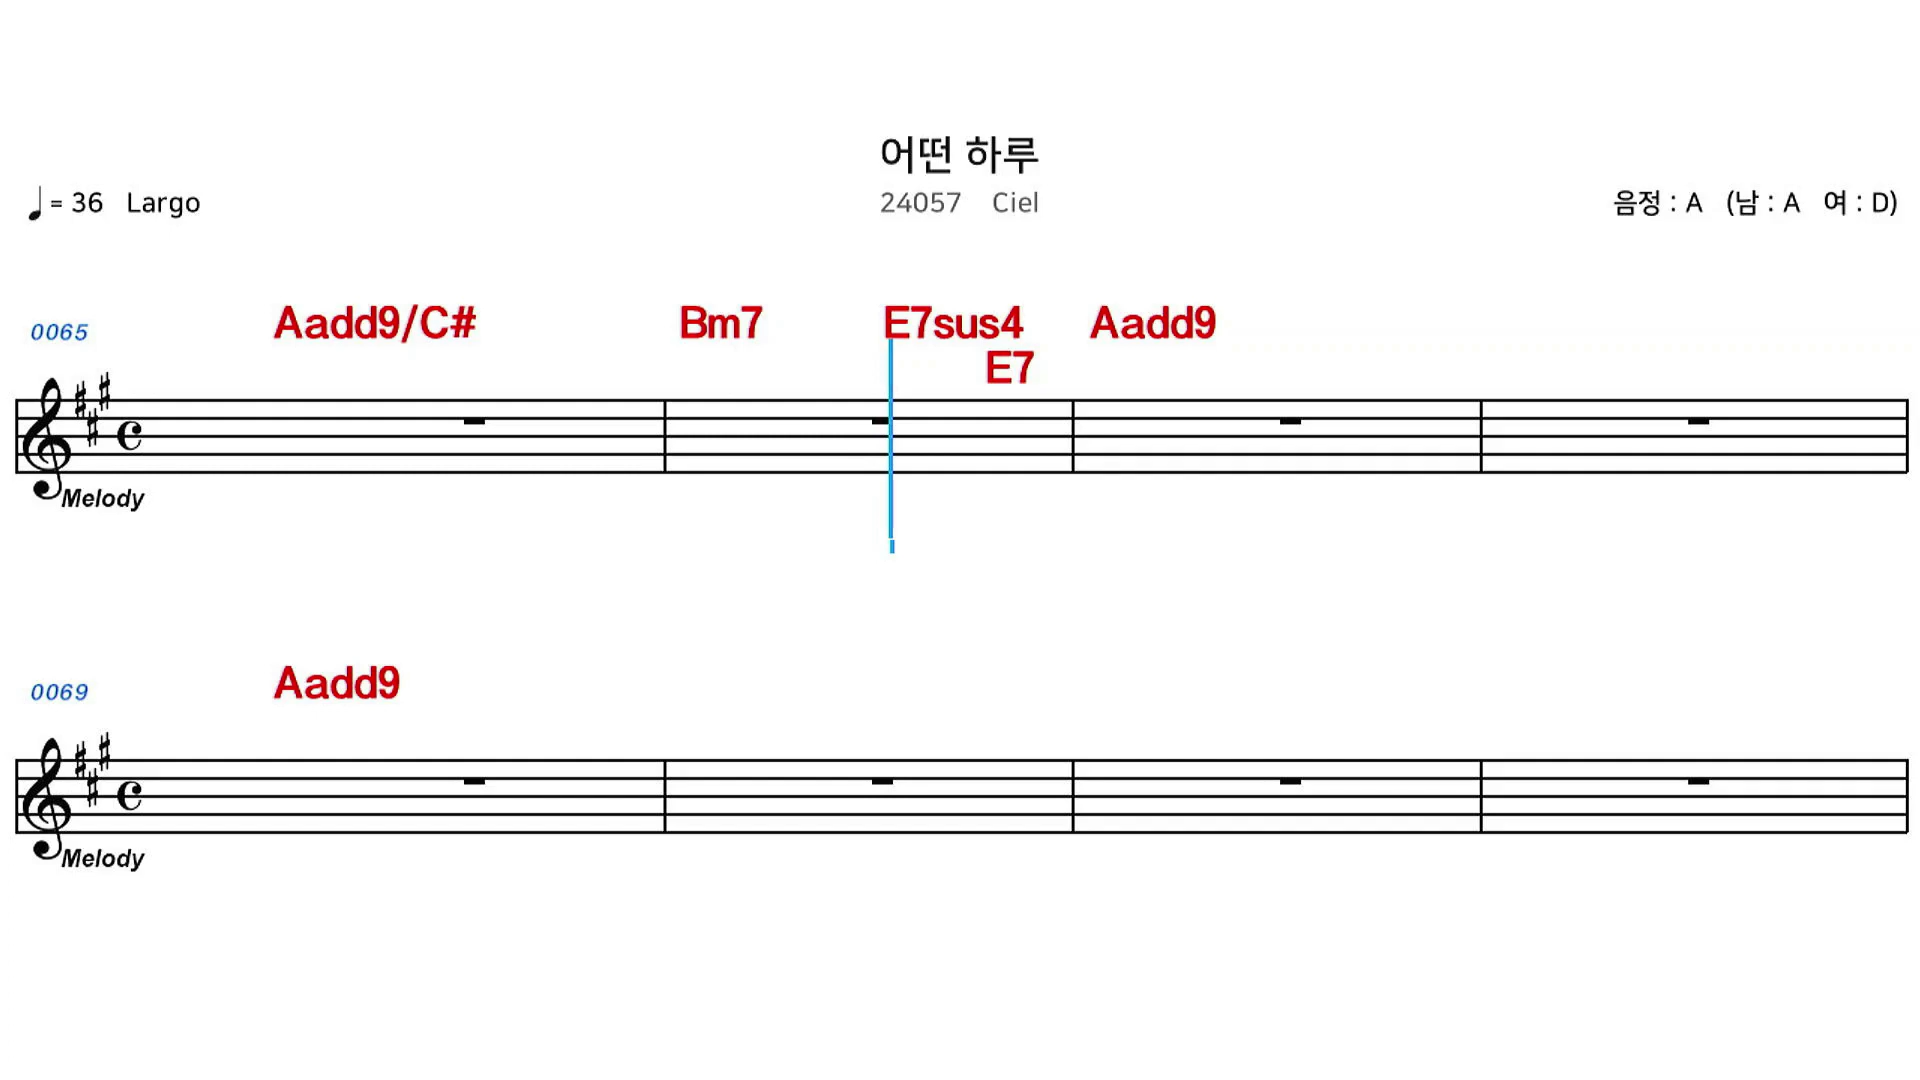 어떤 하루
= 36 Largo
24057 Ciel
음정 : A (남 : A 여 : D)
0065 Aadd9/C# Bm7 E7sus4 Aadd9
E7
Melody
0069 Aadd9
Melody